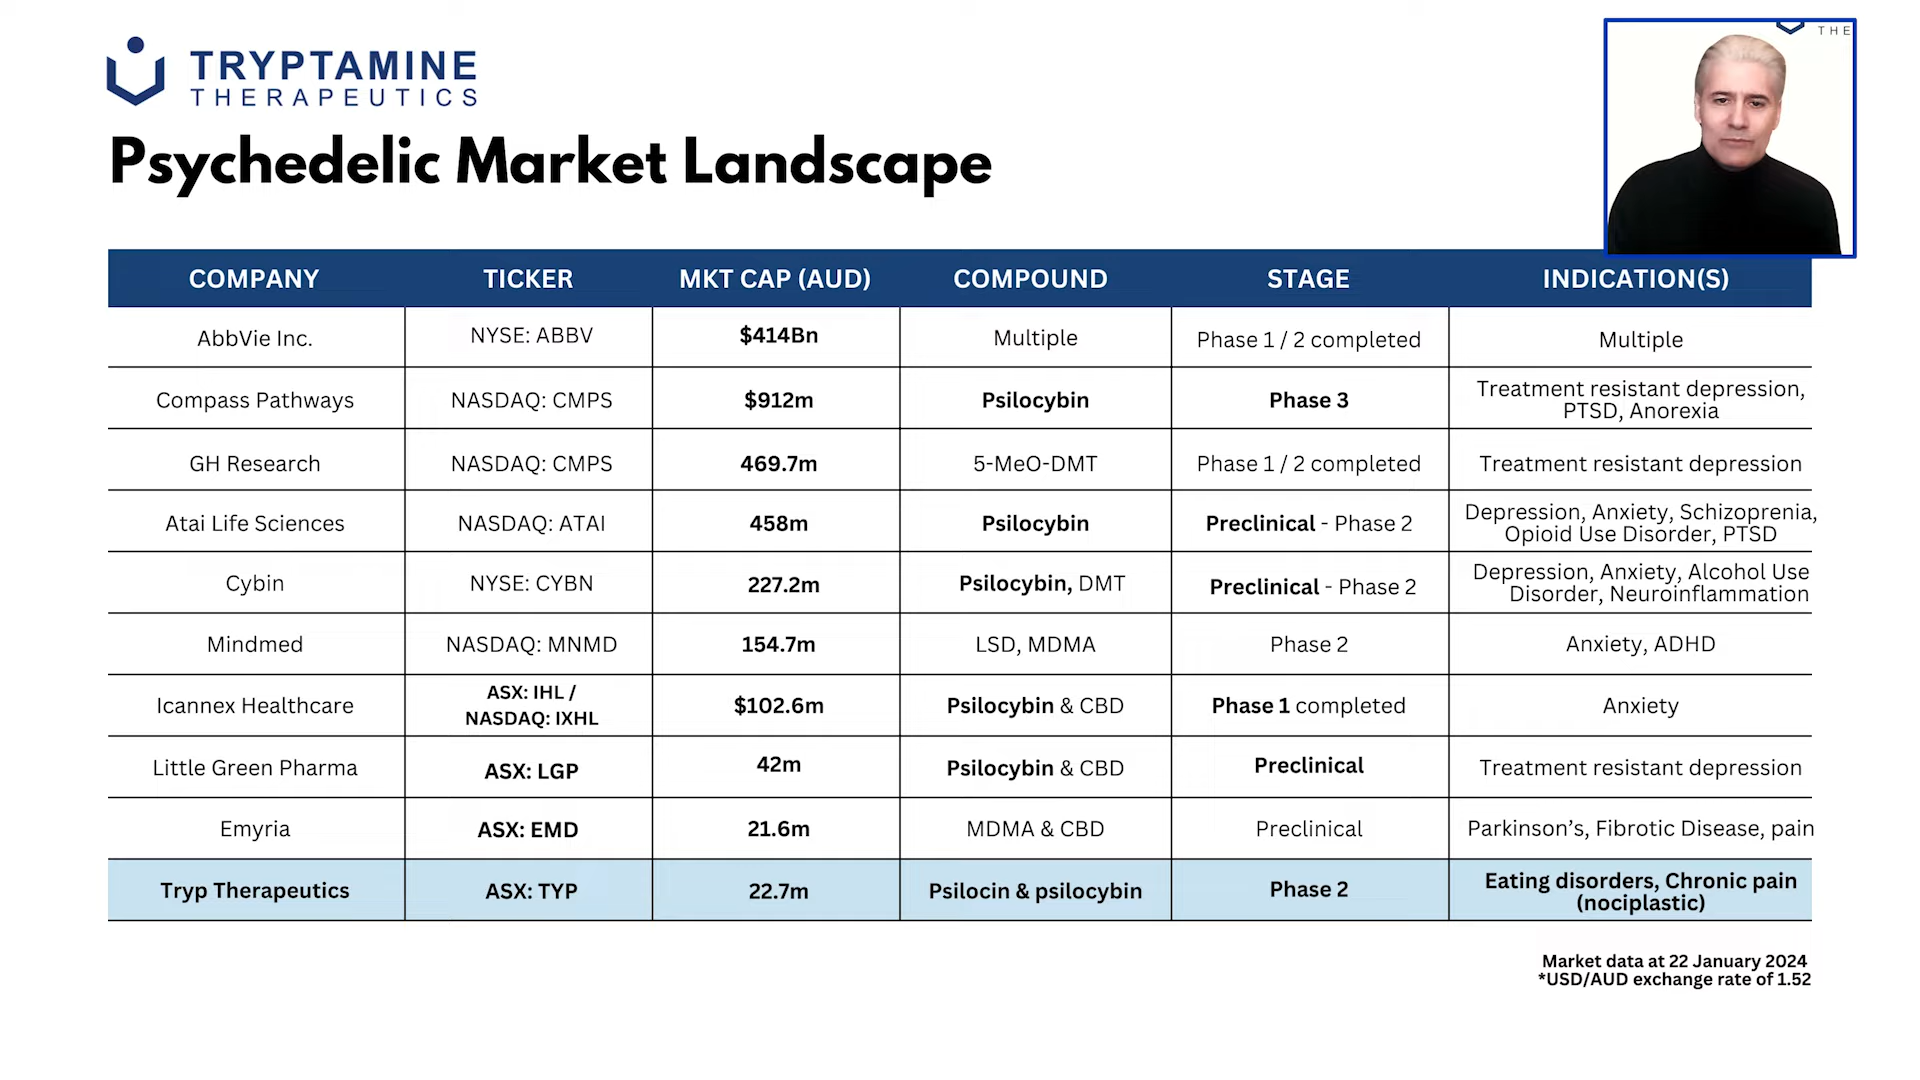 TRYPTAMINE
THERAPEUTICS
THE
Psychedelic Market Landscape
COMPANY TICKER MKT CAP (AUD) COMPOUND STAGE INDICATION(S)
AbbVie Inc. NYSE: ABBV $414Bn Multiple Phase 1 / 2 completed Multiple
Compass Pathways NASDAQ: CMPS $912m Psilocybin Phase 3 Treatment resistant depression,
PTSD, Anorexia
GH Research NASDAQ: CMPS 469.7m 5-MeO-DMT Phase 1 / 2 completed Treatment resistant depression
Atai Life Sciences NASDAQ: ATAI 458m Psilocybin Preclinical - Phase 2 Depression, Anxiety, Schizoprenia,
Opioid Use Disorder, PTSD
Cybin NYSE: CYBN 227.2m Psilocybin, DMT Preclinical - Phase 2 Depression, Anxiety, Alcohol Use
Disorder, Neuroinflammation
Mindmed NASDAQ: MNMD 154.7m LSD, MDMA Phase 2 Anxiety, ADHD
Icannex Healthcare ASX: IHL / $102.6m Psilocybin & CBD Phase 1 completed Anxiety
NASDAQ: IXHL
Little Green Pharma ASX: LGP 42m Psilocybin & CBD Preclinical Treatment resistant depression
Emyria ASX: EMD 21.6m MDMA & CBD Preclinical Parkinson's, Fibrotic Disease, pain
Tryp Therapeutics ASX: TYP 22.7m Psilocin & psilocybin Phase 2 Eating disorders, Chronic pain
(nociplastic)
Market data at 22 January 2024
*USD/AUD exchange rate of 1.52